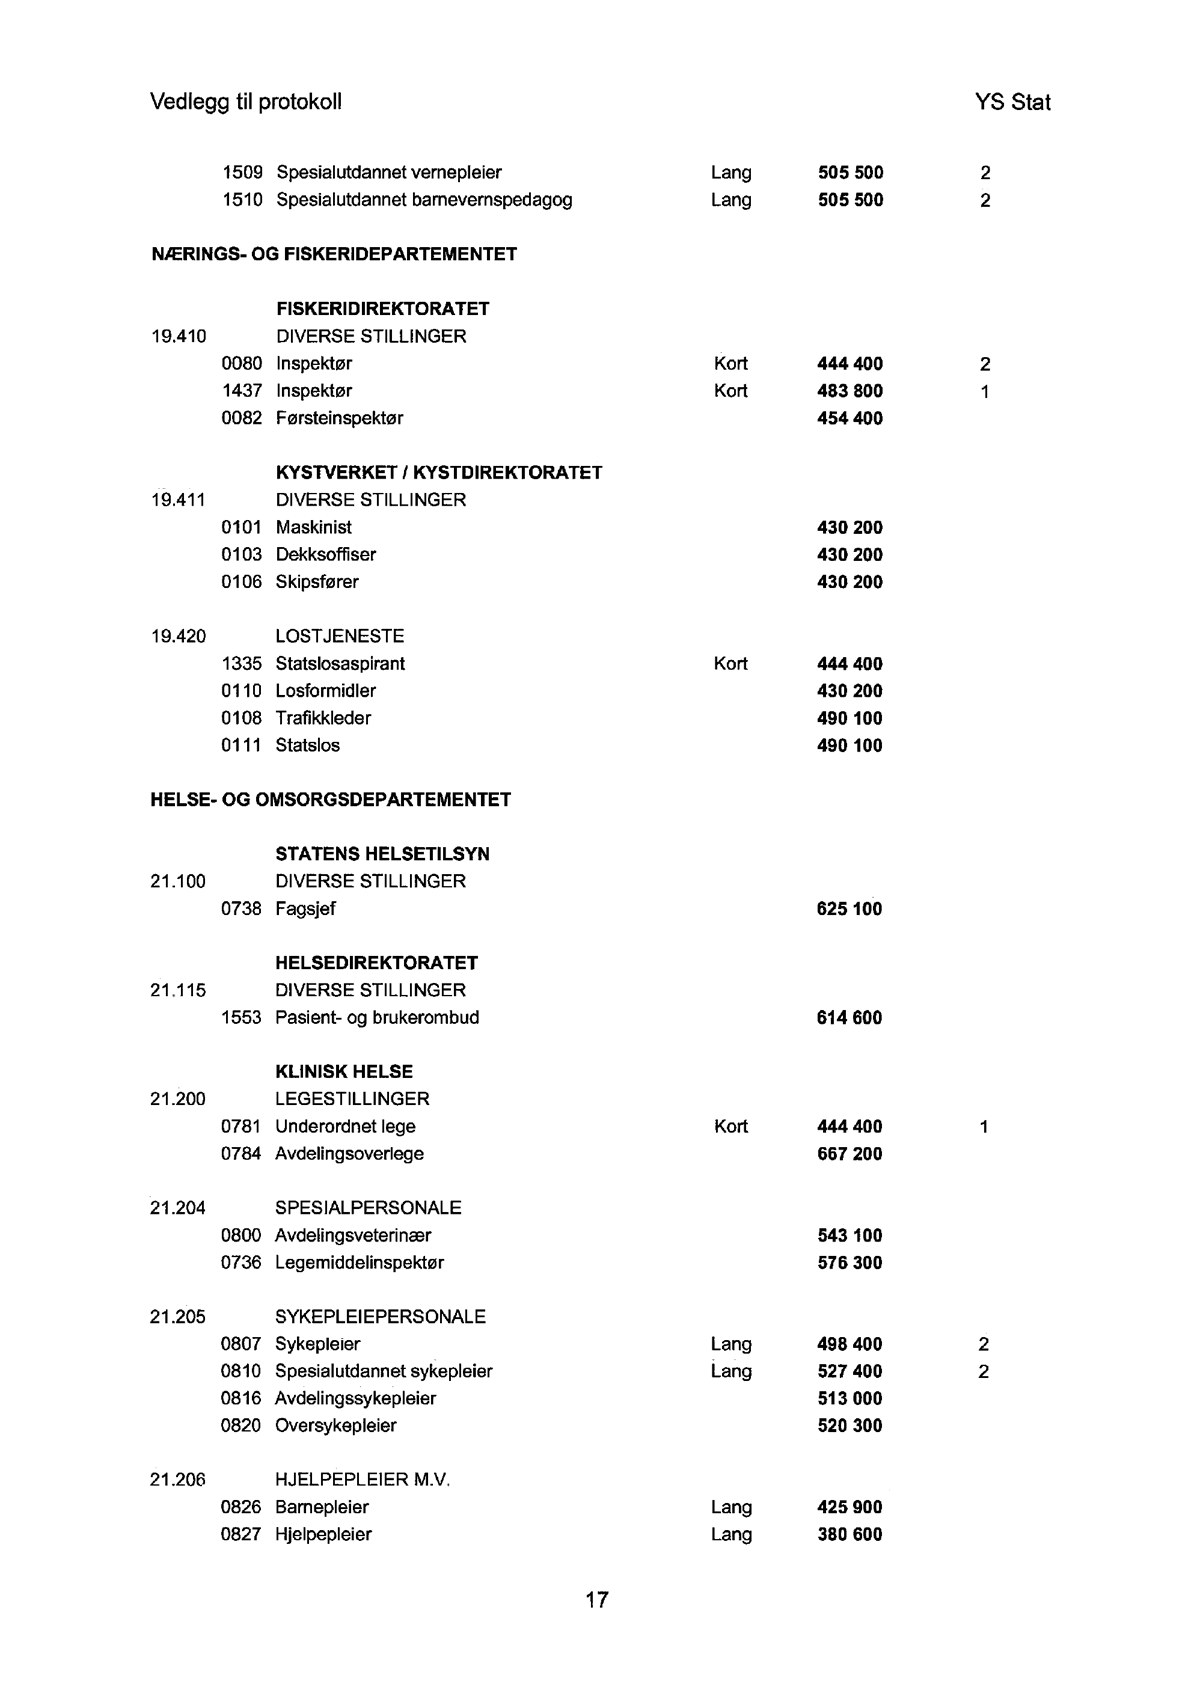 Vedlegg til protokoll YS Stat
1509 Spesialutdannet vernepleier Lang 505 500 2
1510 Spesialutdannet barnevernspedagog Lang 505 500 2
NÆRINGS- OG FISKERIDEPARTEMENTET
FISKERIDIREKTORATET
19.410 DIVERSE STILLINGER
0080 Inspektør Kort 444 400 2
1437 Inspektør Kort 483 800 1
0082 Førsteinspektør 454 400
KYSTVERKET / KYSTDIREKTORATET
19.411 DIVERSE STILLINGER
0101 Maskinist 430 200
0103 Dekksoffiser 430 200
0106 Skipsfører 430 200
19.420 LOSTJENESTE
1335 Statslosaspirant Kort 444 400
0110 Losformidler 430 200
0108 Trafikkleder 490 100
0111 Statslos 490 100
HELSE- OG OMSORGSDEPARTEMENTET
STATENS HELSETILSYN
21.100 DIVERSE STILLINGER
0738 Fagsjef 625 100
HELSEDIREKTORATET
21.115 DIVERSE STILLINGER
1553 Pasient- og brukerombud 614 600
KLINISK HELSE
21.200 LEGESTILLINGER
0781 Underordnet lege Kort 444 400 1
0784 Avdelingsoverlege 667 200
21.204 SPESIALPERSONALE
0800 Avdelingsveterinær 543 100
0736 Legemiddelinspektør 576 300
21.205 SYKEPLEIEPERSONALE
0807 Sykepleier Lang 498 400 2
0810 Spesialutdannet sykepleier Lang 527 400 2
0816 Avdelingssykepleier 513 000
0820 Oversykepleier 520 300
21.206 HJELPEPLEIER M.V.
0826 Barnepleier Lang 425 900
0827 Hjelpepleier Lang 380 600
17